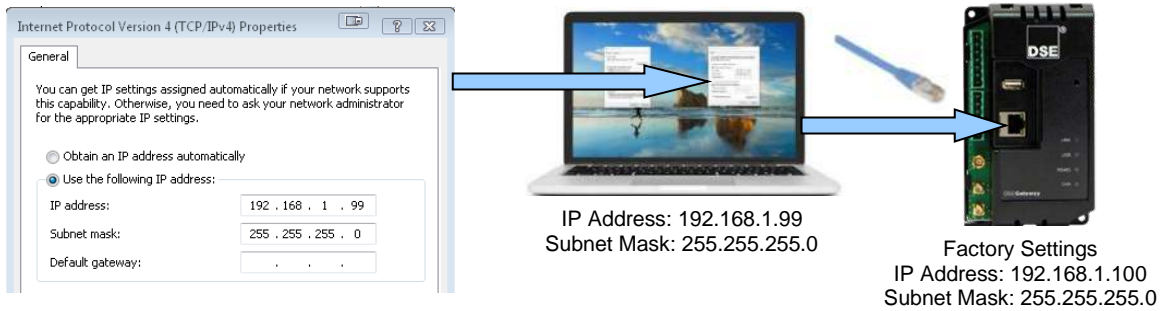 Internet Protocol Version 4 (TCP/IPv4) Properties
General
You can get IP settings assigned automatically if your network supports
this capability. Otherwise, you need to ask your network administrator
for the appropriate IP settings.
Obtain an IP address automatically
Use the following IP address:
IP address:
192 . 168 . 1 . 99
Subnet mask:
255 . 255 . 255 . 0
Default gateway:
. . .
IP Address: 192.168.1.99
Subnet Mask: 255.255.255.0
DSE®
Gateway
Factory Settings
IP Address: 192.168.1.100
Subnet Mask: 255.255.255.0